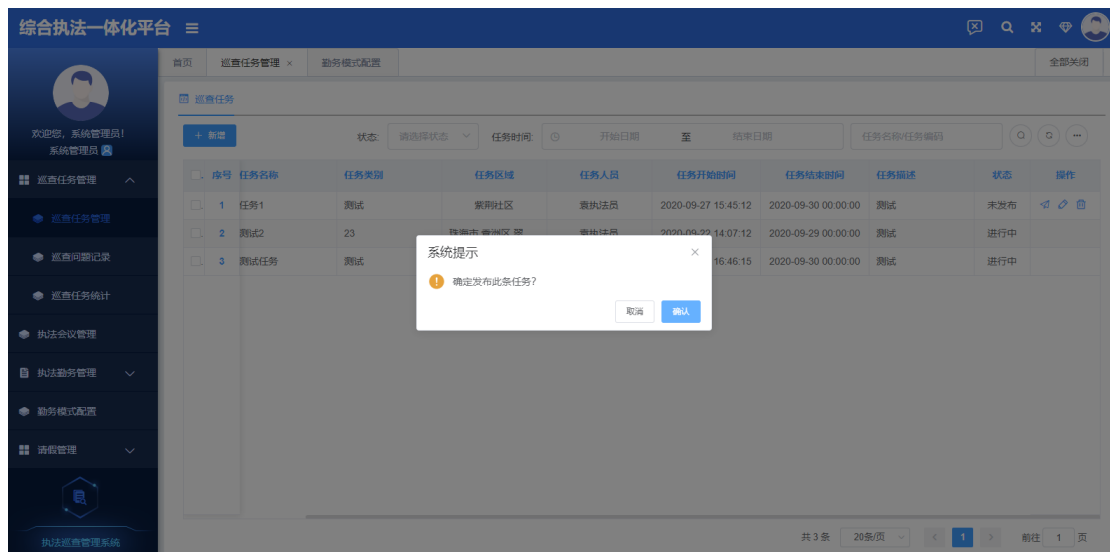 综合执法一体化平台
首页 巡查任务管理 × 勤务模式配置 全部关闭
欢迎您，系统管理员！
系统管理员
巡查任务管理
巡查任务管理
巡查问题记录
巡查任务统计
执法会议管理
执法勤务管理
勤务模式配置
请假管理
执法巡查管理系统
巡查任务
+ 新增 状态: 请选择状态 任务时间: 开始日期 至 结束日期 任务名称/任务编码
序号 任务名称 任务类别 任务区域 任务人员 任务开始时间 任务结束时间 任务描述 状态 操作
1 任务1 测试 紫荆社区 袁执法员 2020-09-27 15:45:12 2020-09-30 00:00:00 测试 未发布
2 测试2 23 珠海市 香洲区 翠 袁执法员 2020-09-22 14:07:12 2020-09-29 00:00:00 测试 进行中
3 测试任务 测试 16:46:15 2020-09-30 00:00:00 测试 进行中
系统提示
确定发布此条任务?
取消 确认
共 3 条 20条/页 1 前往 1 页